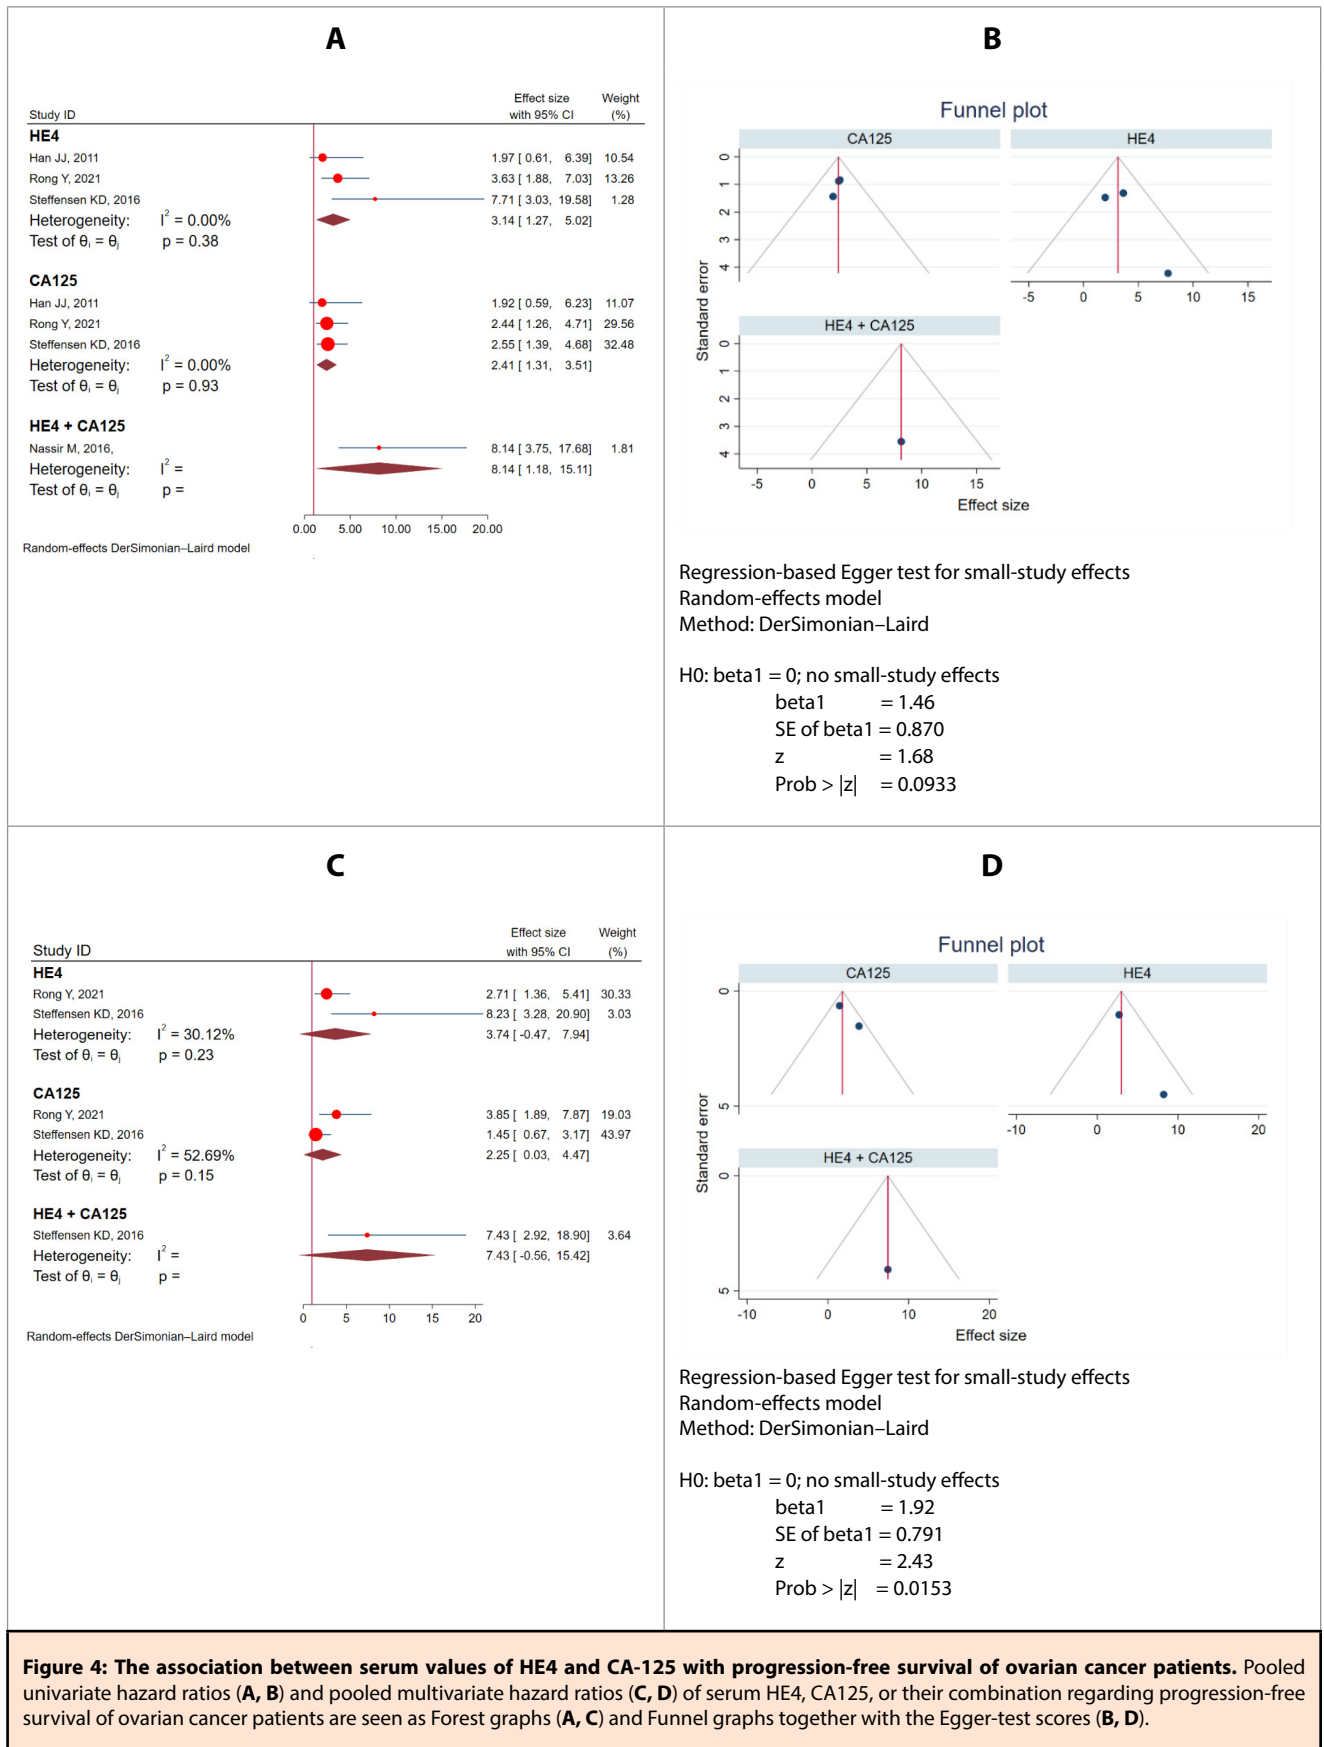 A
Effect size Weight
Study ID with 95% CI (%)
HE4
Han JJ, 2011 1.97 [ 0.61, 6.39] 10.54
Rong Y, 2021 3.63 [ 1.88, 7.03] 13.26
Steffensen KD, 2016 7.71 [ 3.03, 19.58] 1.28
Heterogeneity: I² = 0.00% 3.14 [ 1.27, 5.02]
Test of θᵢ = θⱼ p = 0.38
CA125
Han JJ, 2011 1.92 [ 0.59, 6.23] 11.07
Rong Y, 2021 2.44 [ 1.26, 4.71] 29.56
Steffensen KD, 2016 2.55 [ 1.39, 4.68] 32.48
Heterogeneity: I² = 0.00% 2.41 [ 1.31, 3.51]
Test of θᵢ = θⱼ p = 0.93
HE4 + CA125
Nassir M, 2016, 8.14 [ 3.75, 17.68] 1.81
Heterogeneity: I² = 8.14 [ 1.18, 15.11]
Test of θᵢ = θⱼ p =
0.00 5.00 10.00 15.00 20.00
Random-effects DerSimonian–Laird model
B
Funnel plot
CA125 HE4
0
1
2
3
4
-5 0 5 10 15
HE4 + CA125
0
1
2
3
4
-5 0 5 10 15
Standard error
Effect size
Regression-based Egger test for small-study effects
Random-effects model
Method: DerSimonian–Laird
H0: beta1 = 0; no small-study effects
beta1 = 1.46
SE of beta1 = 0.870
z = 1.68
Prob > |z| = 0.0933
C
Effect size Weight
Study ID with 95% CI (%)
HE4
Rong Y, 2021 2.71 [ 1.36, 5.41] 30.33
Steffensen KD, 2016 8.23 [ 3.28, 20.90] 3.03
Heterogeneity: I² = 30.12% 3.74 [ -0.47, 7.94]
Test of θᵢ = θⱼ p = 0.23
CA125
Rong Y, 2021 3.85 [ 1.89, 7.87] 19.03
Steffensen KD, 2016 1.45 [ 0.67, 3.17] 43.97
Heterogeneity: I² = 52.69% 2.25 [ 0.03, 4.47]
Test of θᵢ = θⱼ p = 0.15
HE4 + CA125
Steffensen KD, 2016 7.43 [ 2.92, 18.90] 3.64
Heterogeneity: I² = 7.43 [ -0.56, 15.42]
Test of θᵢ = θⱼ p =
0 5 10 15 20
Random-effects DerSimonian–Laird model
D
Funnel plot
CA125 HE4
0
5
-10 0 10 20
HE4 + CA125
0
5
-10 0 10 20
Standard error
Effect size
Regression-based Egger test for small-study effects
Random-effects model
Method: DerSimonian–Laird
H0: beta1 = 0; no small-study effects
beta1 = 1.92
SE of beta1 = 0.791
z = 2.43
Prob > |z| = 0.0153
Figure 4: The association between serum values of HE4 and CA-125 with progression-free survival of ovarian cancer patients. Pooled
univariate hazard ratios (A, B) and pooled multivariate hazard ratios (C, D) of serum HE4, CA125, or their combination regarding progression-free
survival of ovarian cancer patients are seen as Forest graphs (A, C) and Funnel graphs together with the Egger-test scores (B, D).